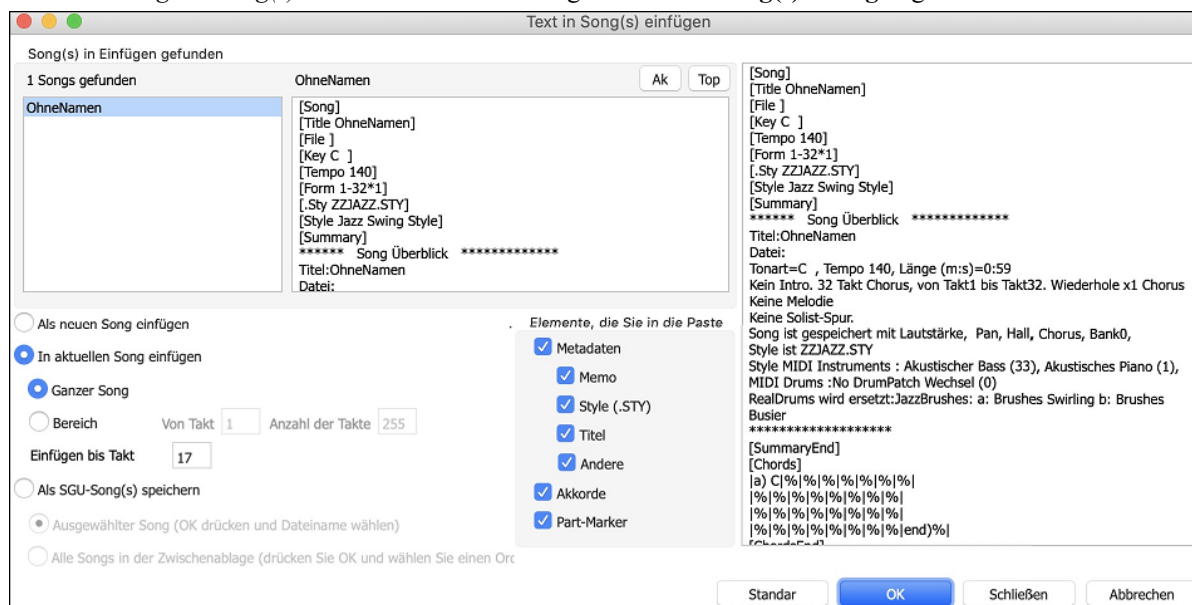 Text in Song(s) einfügen
Song(s) in Einfügen gefunden
1 Songs gefunden
OhneNamen
Ak
Top
OhneNamen
[Song]
[Title OhneNamen]
[File ]
[Key C  ]
[Tempo 140]
[Form 1-32*1]
[.Sty ZZJAZZ.STY]
[Style Jazz Swing Style]
[Summary]
****** Song Überblick *************
Titel:OhneNamen
Datei:
Als neuen Song einfügen
In aktuellen Song einfügen
Ganzer Song
Bereich Von Takt 1 Anzahl der Takte 255
Einfügen bis Takt 17
Als SGU-Song(s) speichern
Ausgewählter Song (OK drücken und Dateiname wählen)
Alle Songs in der Zwischenablage (drücken Sie OK und wählen Sie einen Orc
. Elemente, die Sie in die Paste
Metadaten
Memo
Style (.STY)
Titel
Andere
Akkorde
Part-Marker
[Song]
[Title OhneNamen]
[File ]
[Key C  ]
[Tempo 140]
[Form 1-32*1]
[.Sty ZZJAZZ.STY]
[Style Jazz Swing Style]
[Summary]
****** Song Überblick *************
Titel:OhneNamen
Datei:
Tonart=C , Tempo 140, Länge (m:s)=0:59
Kein Intro. 32 Takt Chorus, von Takt1 bis Takt32. Wiederhole x1 Chorus
Keine Melodie
Keine Solist-Spur.
Song ist gespeichert mit Lautstärke, Pan, Hall, Chorus, Bank0,
Style ist ZZJAZZ.STY
Style MIDI Instruments : Akustischer Bass (33), Akustisches Piano (1),
MIDI Drums :No DrumPatch Wechsel (0)
RealDrums wird ersetzt:JazzBrushes: a: Brushes Swirling b: Brushes
Busier
*******************
[SummaryEnd]
[Chords]
|a) C|%|%|%|%|%|%|%|
|%|%|%|%|%|%|%|%|
|%|%|%|%|%|%|%|%|
|%|%|%|%|%|%|%|%|end)%|
[ChordsEnd]
Standar
OK
Schließen
Abbrechen